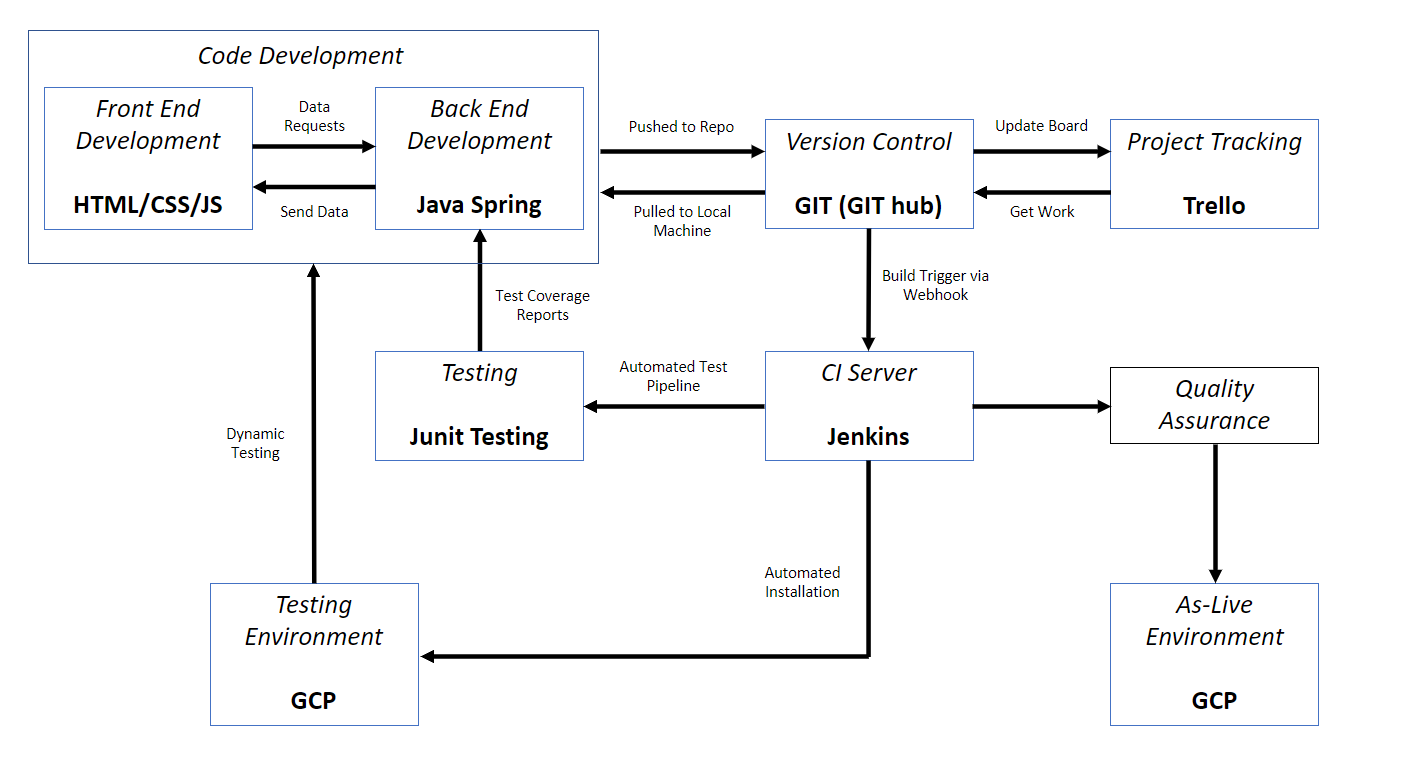 Code Development
Front End
Development
HTML/CSS/JS
Data
Requests
Send Data
Back End
Development
Java Spring
Pushed to Repo
Pulled to Local
Machine
Version Control
GIT (GIT hub)
Update Board
Get Work
Project Tracking
Trello
Build Trigger via
Webhook
Test Coverage
Reports
Testing
Junit Testing
Automated Test
Pipeline
CI Server
Jenkins
Quality
Assurance
Dynamic
Testing
Automated
Installation
Testing
Environment
GCP
As-Live
Environment
GCP